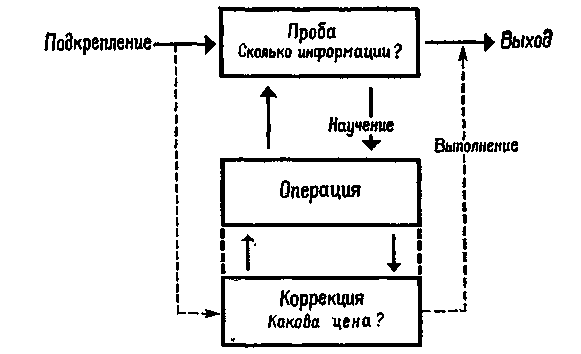 Подкрепление
Проба
Сколько информации?
Выход
Научение
Выполнение
Операция
Коррекция
Какова цена?